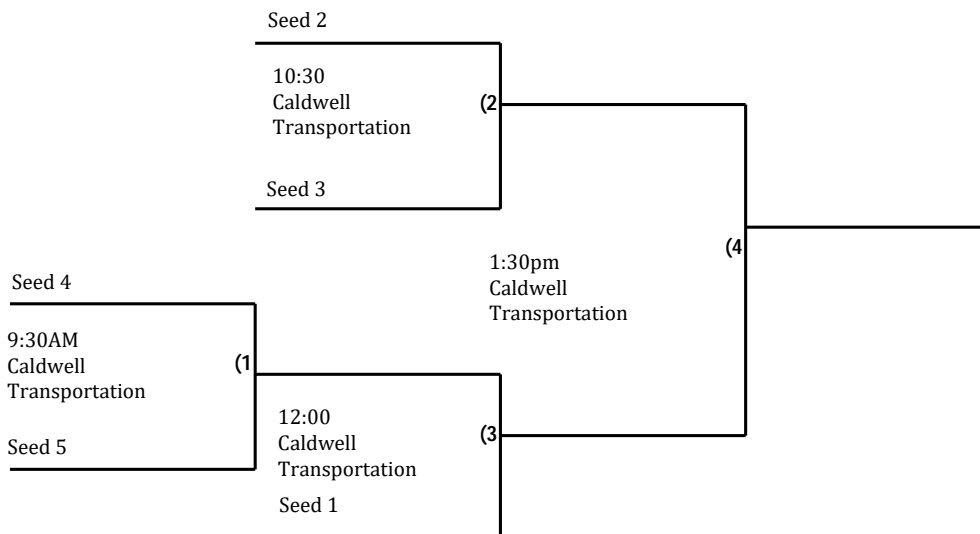 Seed 2
10:30
Caldwell
Transportation
(2
Seed 3
1:30pm
Caldwell
Transportation
(4
Seed 4
9:30AM
Caldwell
Transportation
(1
Seed 5
12:00
Caldwell
Transportation
(3
Seed 1